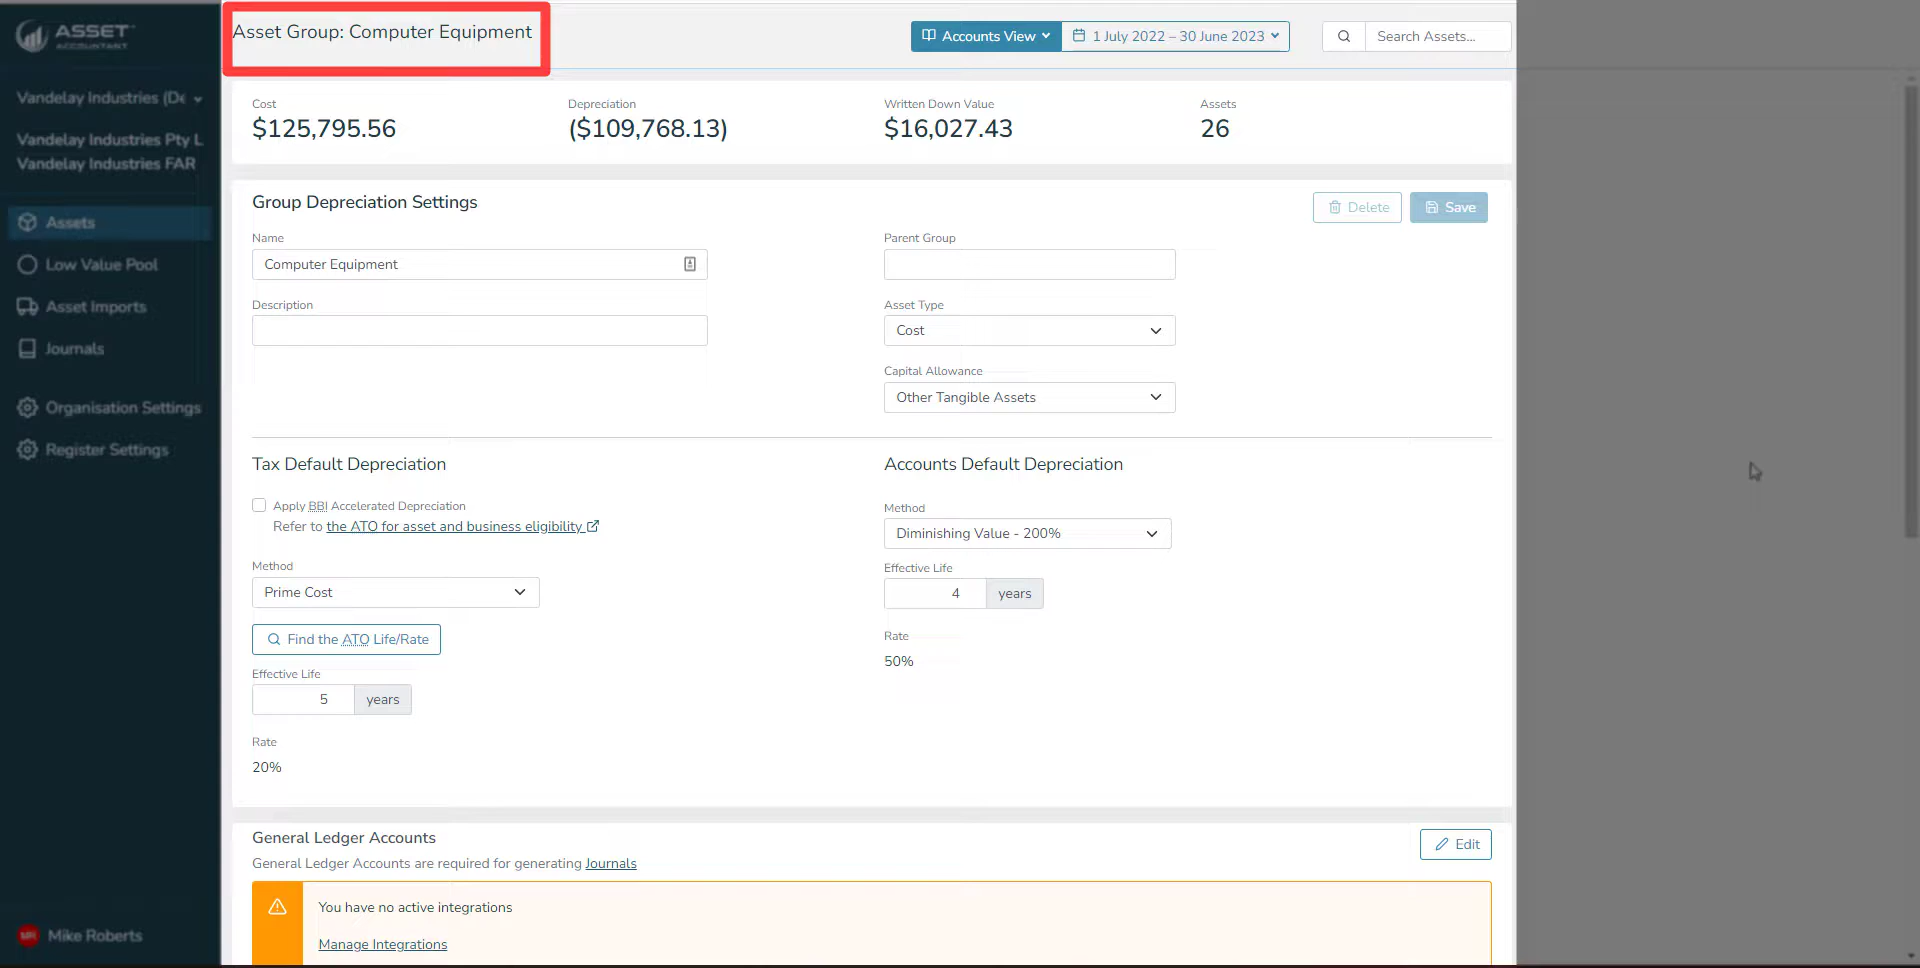 ASSET
ACCOUNTANT
Asset Group: Computer Equipment
Accounts View
1 July 2022 – 30 June 2023
Search Assets...
Vandelay Industries (De
Vandelay Industries Pty L
Vandelay Industries FAR
Assets
Low Value Pool
Asset Imports
Journals
Organisation Settings
Register Settings
MR
Mike Roberts
Cost
$125,795.56
Depreciation
($109,768.13)
Written Down Value
$16,027.43
Assets
26
Group Depreciation Settings
Delete
Save
Name
Computer Equipment
Description
Parent Group
Asset Type
Cost
Capital Allowance
Other Tangible Assets
Tax Default Depreciation
Apply BBI Accelerated Depreciation
Refer to the ATO for asset and business eligibility
Method
Prime Cost
Find the ATO Life/Rate
Effective Life
5 years
Rate
20%
Accounts Default Depreciation
Method
Diminishing Value - 200%
Effective Life
4 years
Rate
50%
General Ledger Accounts
Edit
General Ledger Accounts are required for generating Journals
You have no active integrations
Manage Integrations